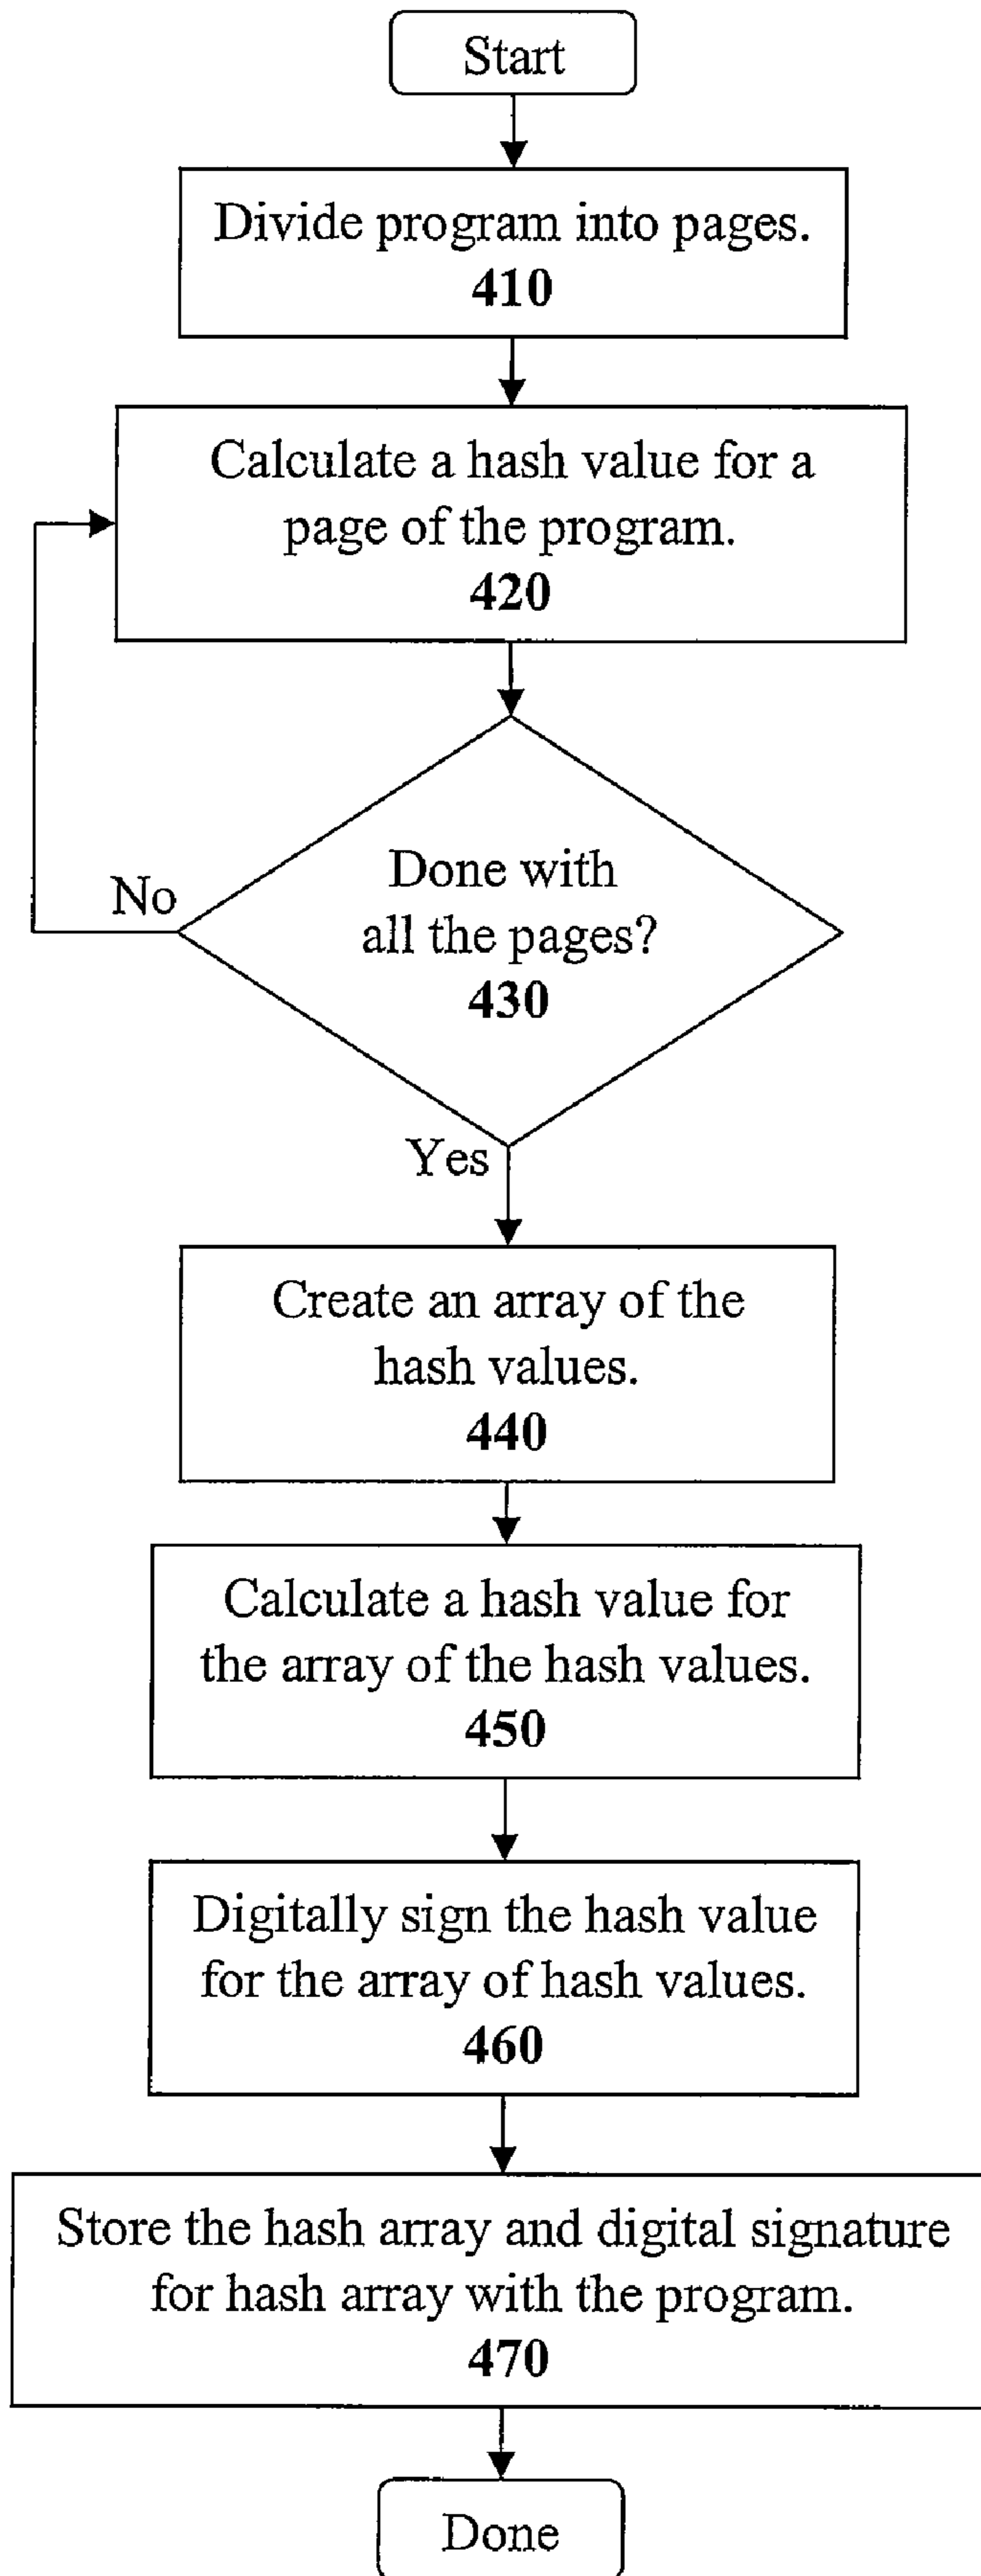 Start
Divide program into pages.
410
Calculate a hash value for a
page of the program.
420
Done with
all the pages?
430
No
Yes
Create an array of the
hash values.
440
Calculate a hash value for
the array of the hash values.
450
Digitally sign the hash value
for the array of hash values.
460
Store the hash array and digital signature
for hash array with the program.
470
Done